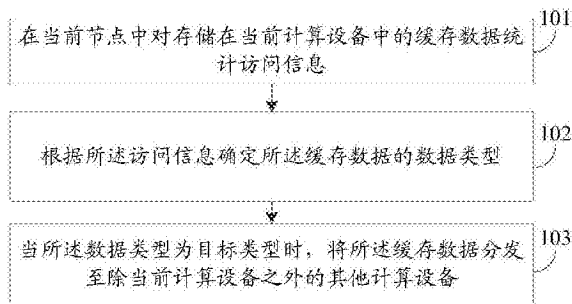 101
在当前节点中对存储在当前计算设备中的缓存数据统
计访问信息
102
根据所述访问信息确定所述缓存数据的数据类型
103
当所述数据类型为目标类型时，将所述缓存数据分发
至除当前计算设备之外的其他计算设备